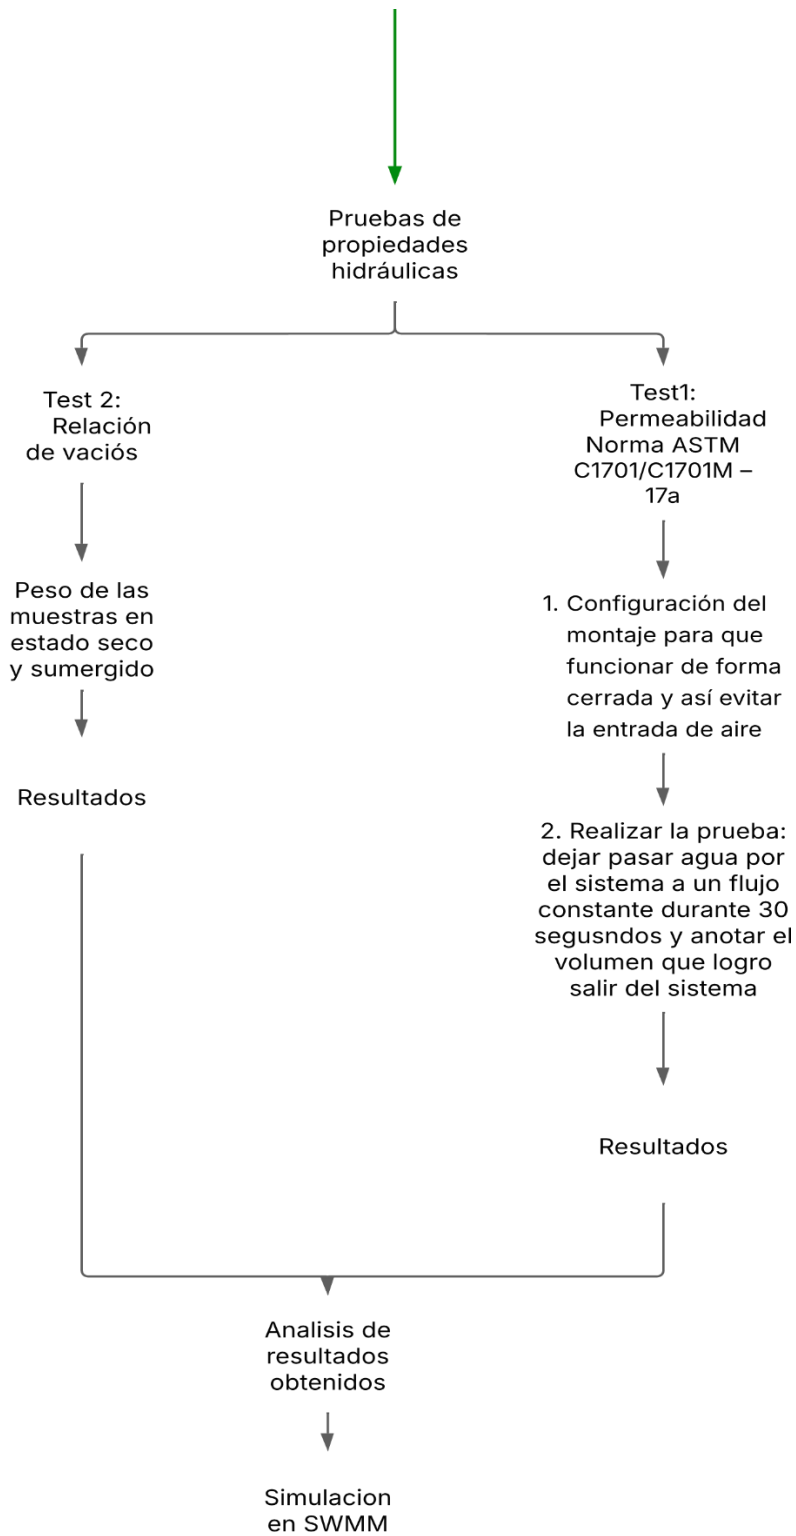 Pruebas de
propiedades
hidráulicas
Test 2:
Relación
de vaciós
Peso de las
muestras en
estado seco
y sumergido
Resultados
Test1:
Permeabilidad
Norma ASTM
C1701/C1701M –
17a
1. Configuración del
montaje para que
funcionar de forma
cerrada y así evitar
la entrada de aire
2. Realizar la prueba:
dejar pasar agua por
el sistema a un flujo
constante durante 30
segusndos y anotar el
volumen que logro
salir del sistema
Resultados
Analisis de
resultados
obtenidos
Simulacion
en SWMM